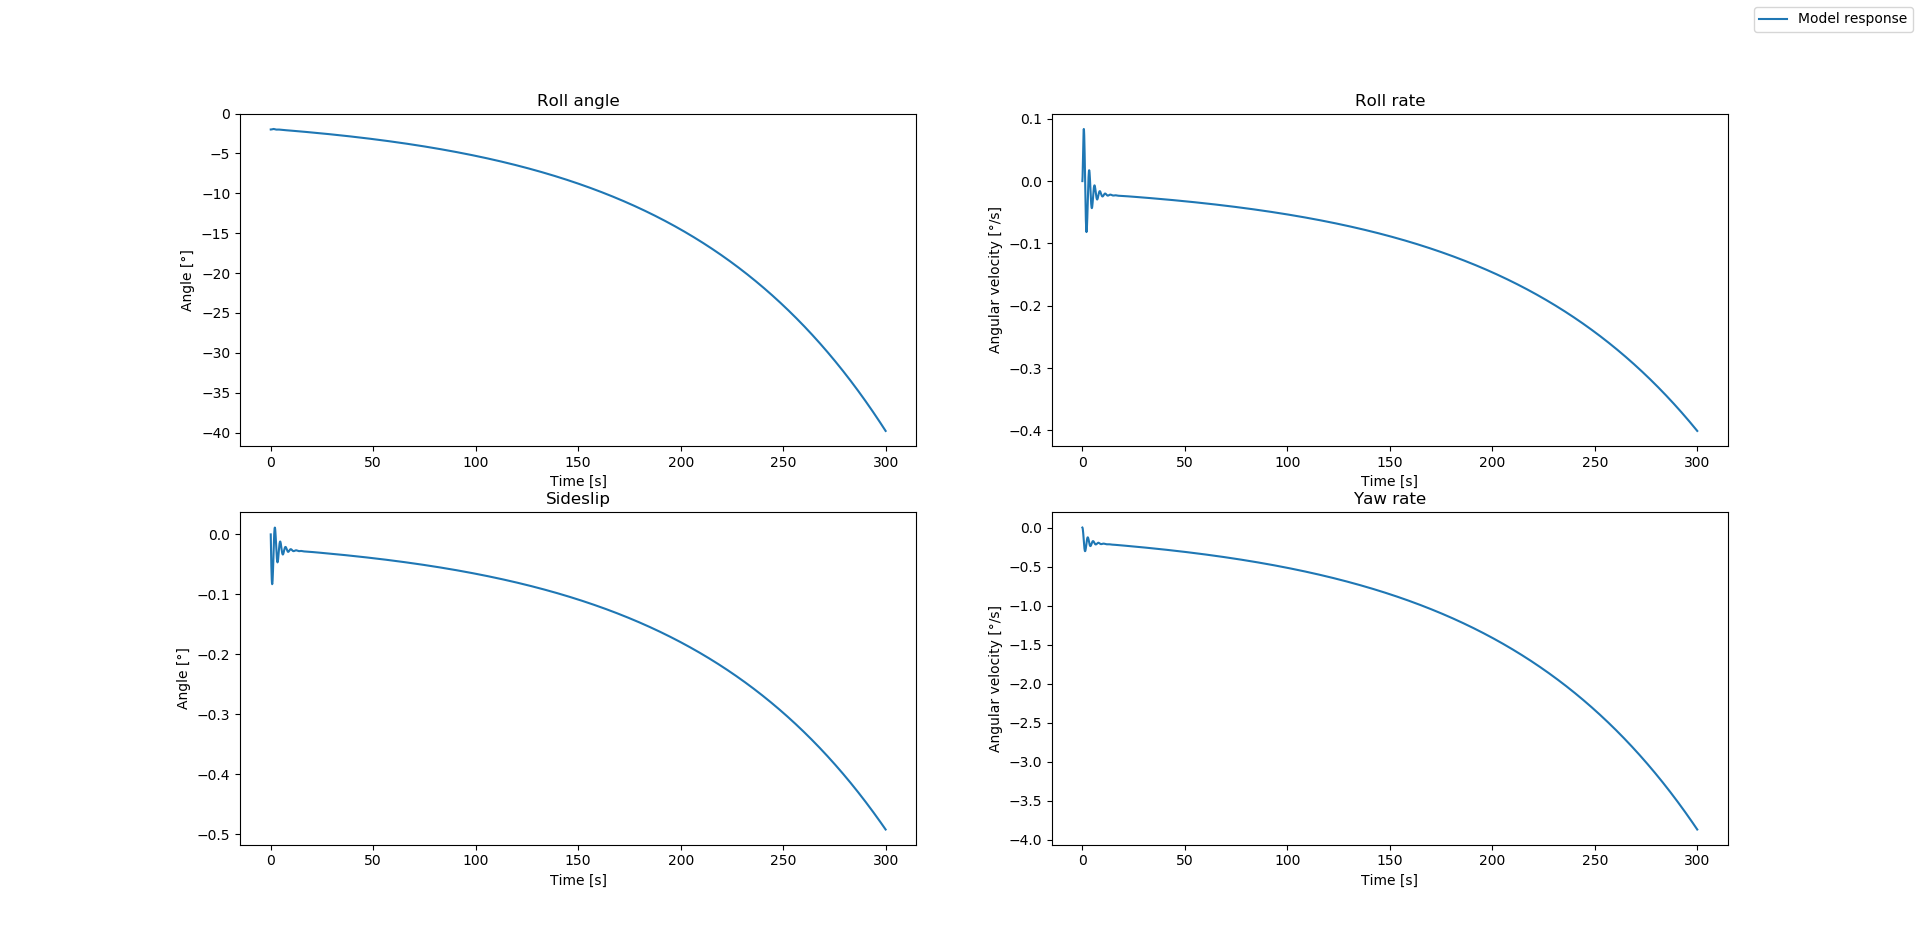 Model response
Roll angle
0
−5
−10
−15
−20
−25
−30
−35
−40
Angle [°]
0 50 100 150 200 250 300
Time [s]
Roll rate
0.1
0.0
−0.1
−0.2
−0.3
−0.4
Angular velocity [°/s]
0 50 100 150 200 250 300
Time [s]
Sideslip
0.0
−0.1
−0.2
−0.3
−0.4
−0.5
Angle [°]
0 50 100 150 200 250 300
Time [s]
Yaw rate
0.0
−0.5
−1.0
−1.5
−2.0
−2.5
−3.0
−3.5
−4.0
Angular velocity [°/s]
0 50 100 150 200 250 300
Time [s]